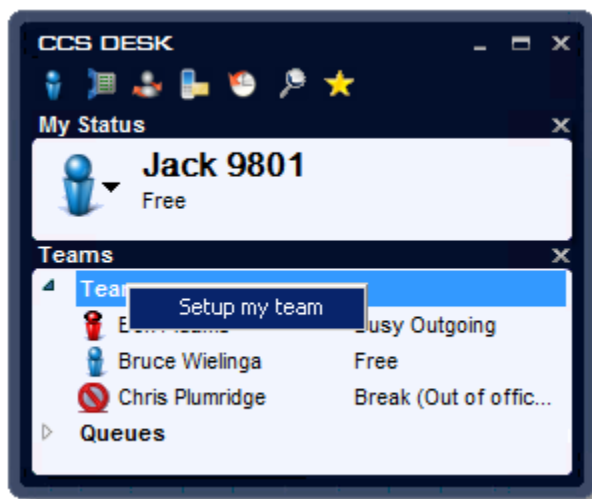 CCS DESK
My Status
Jack 9801
Free
Teams
Setup my team
Busy Outgoing
Bruce Wielinga Free
Chris Plumridge Break (Out of offic...
Queues